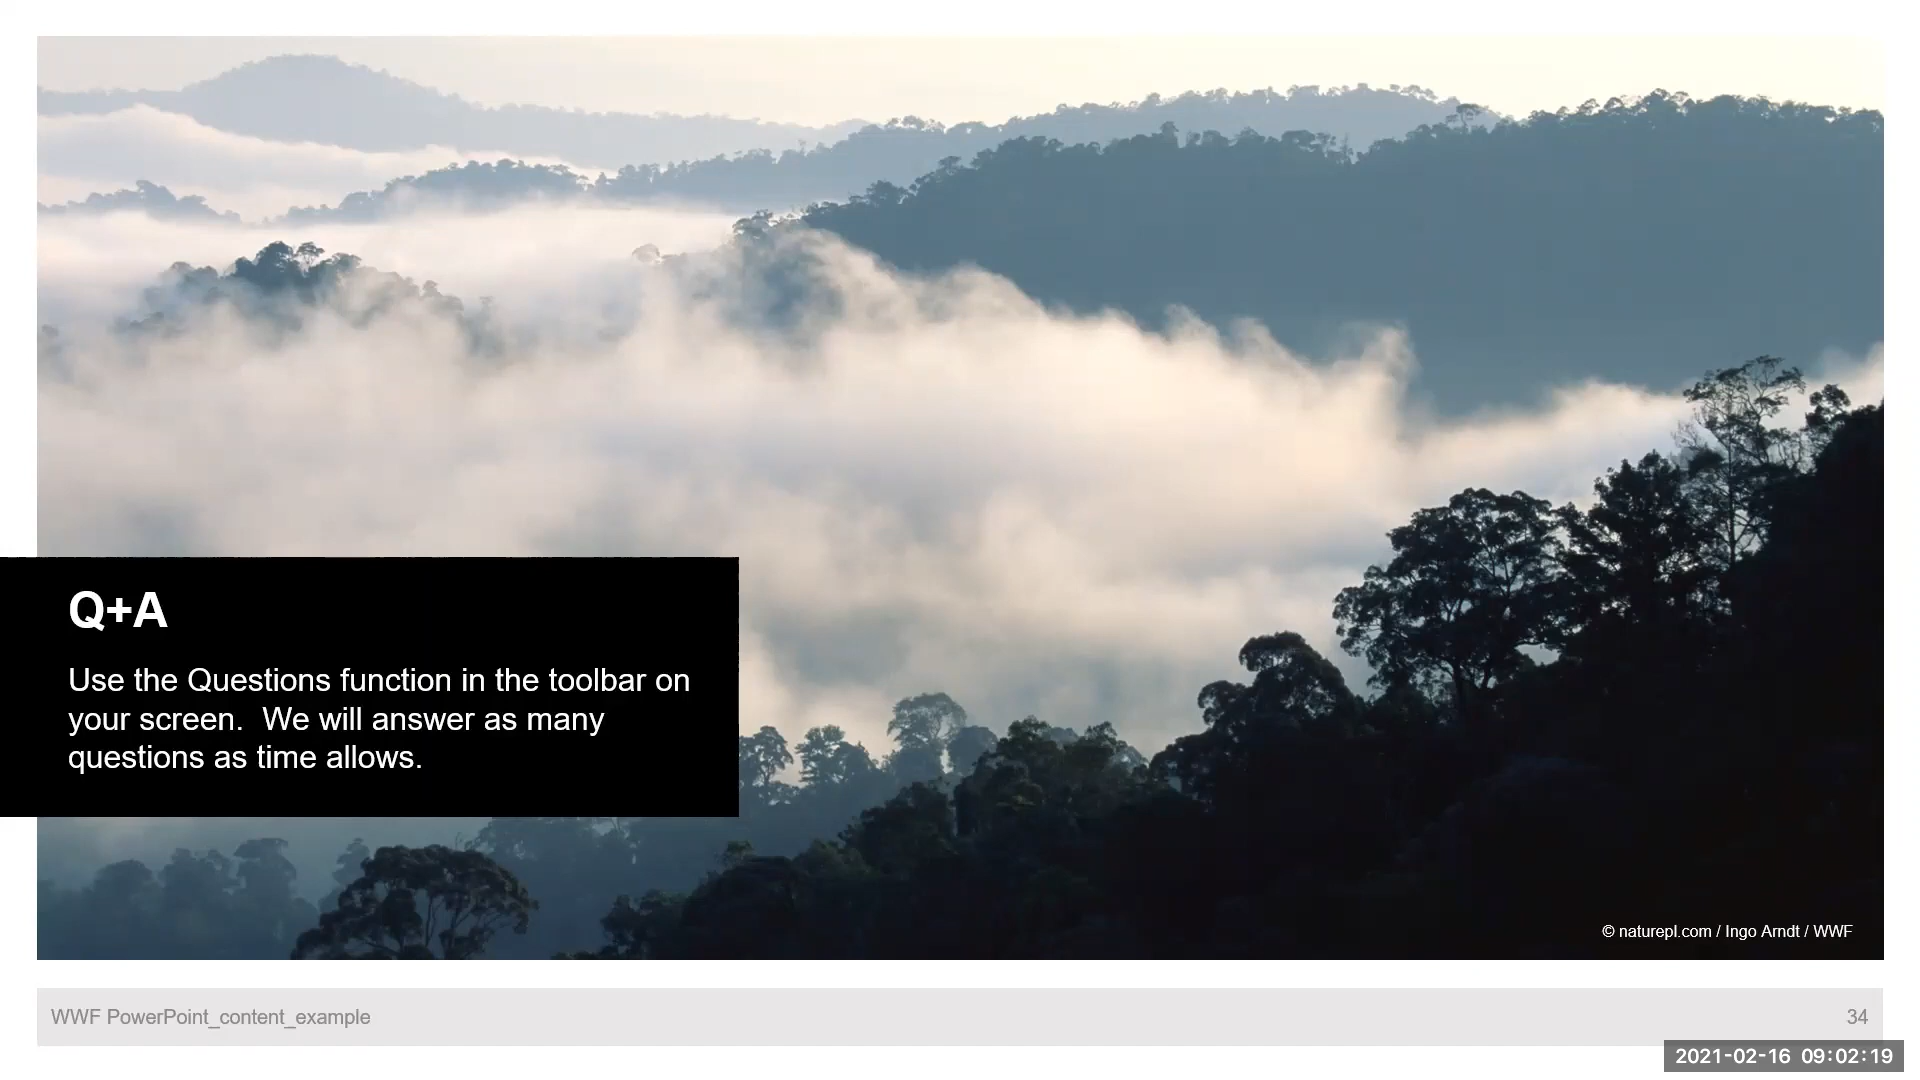 Q+A
Use the Questions function in the toolbar on
your screen.  We will answer as many
questions as time allows.
© naturepl.com / Ingo Arndt / WWF
WWF PowerPoint_content_example
34
2021-02-16 09:02:19